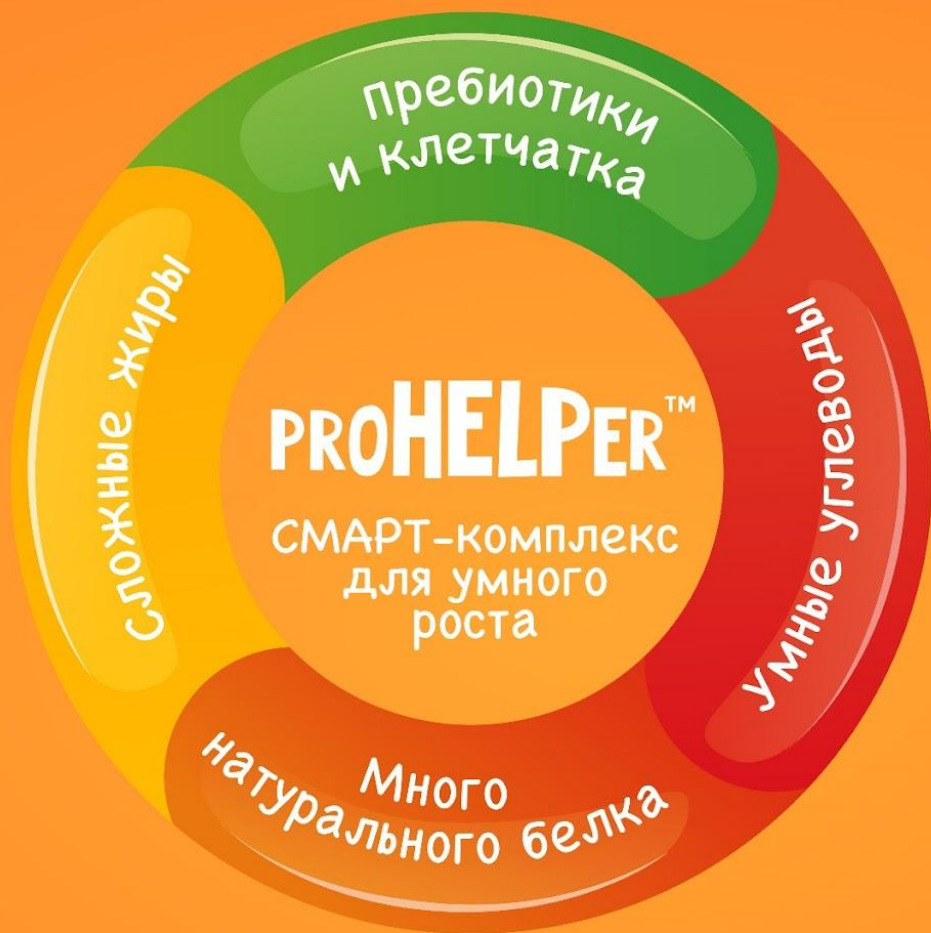 Пребиотики
и клетчатка
Сложные жиры
Умные углеводы
PROHELPER™
СМАРТ-комплекс
для умного
роста
Много
натурального белка